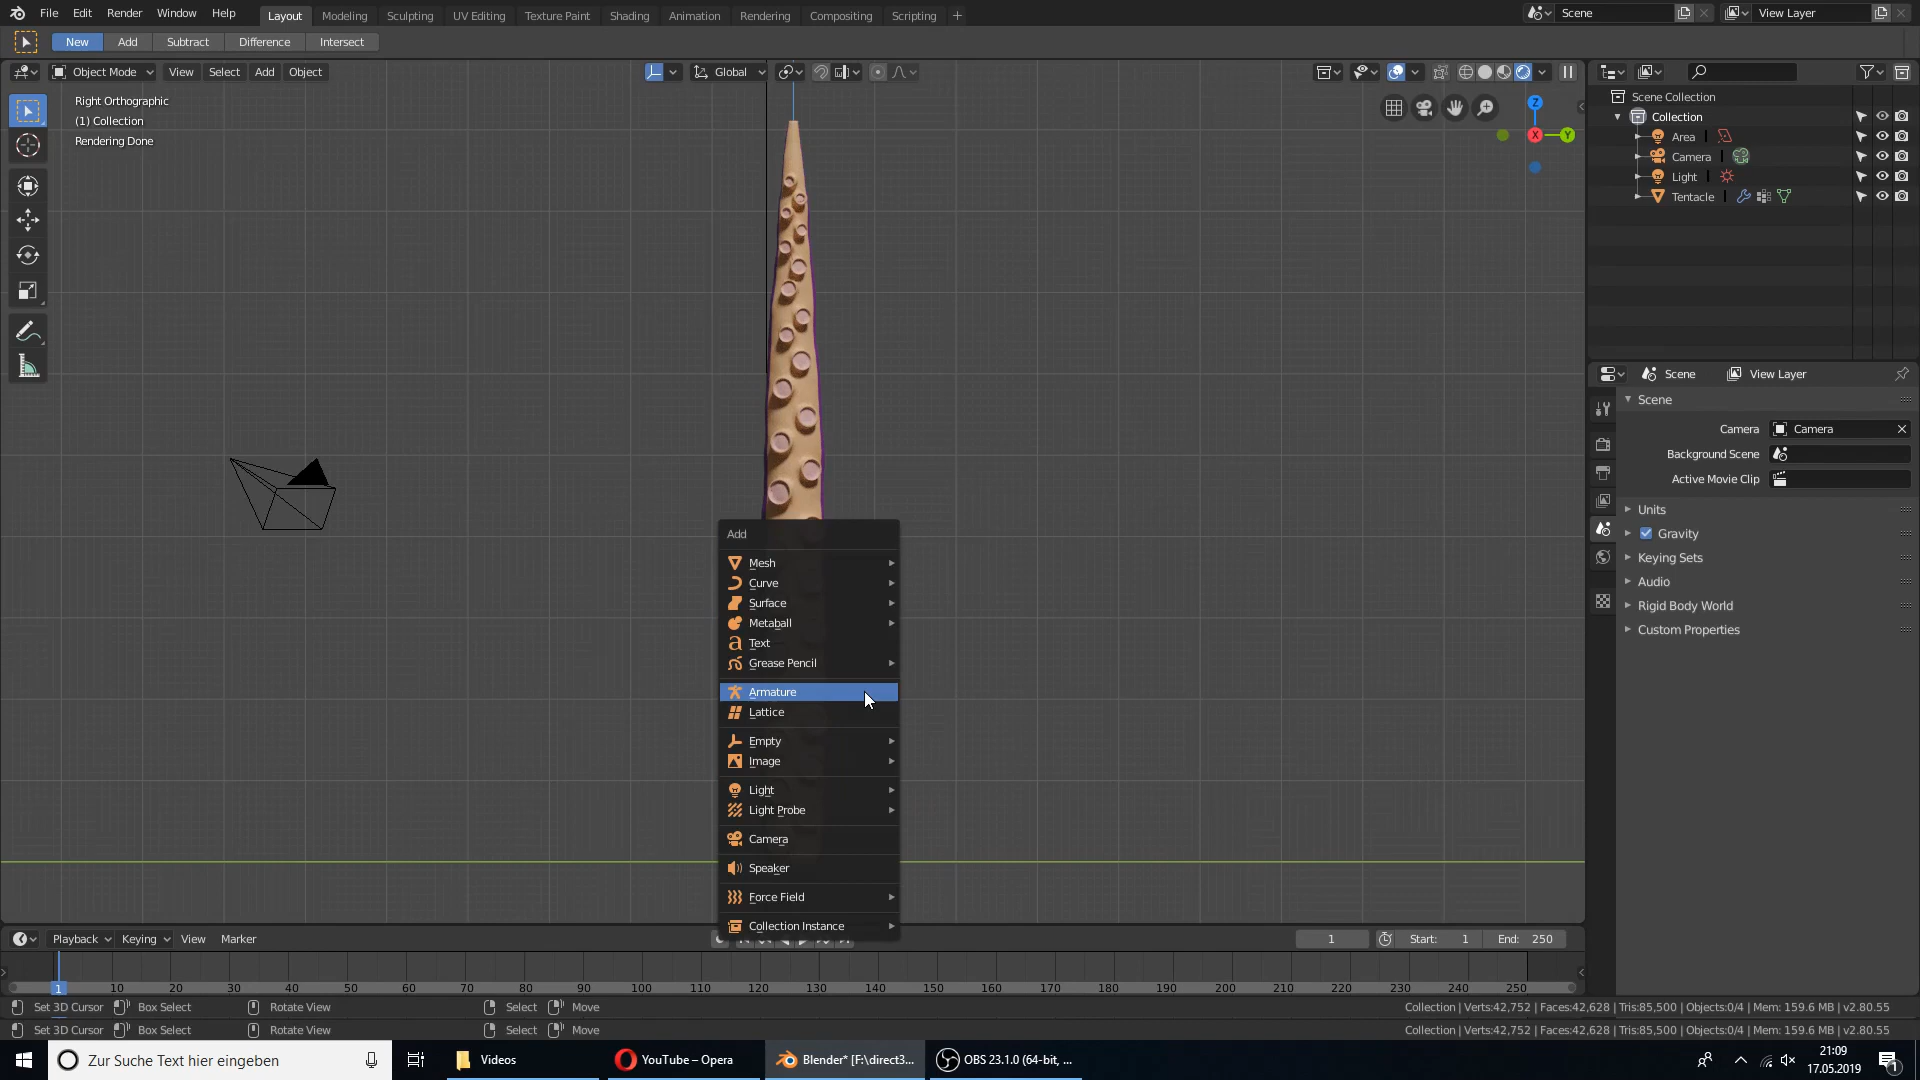 File Edit Render Window Help Layout Modeling Sculpting UV Editing Texture Paint Shading Animation Rendering Compositing Scripting + Scene View Layer
New Add Subtract Difference Intersect
Object Mode View Select Add Object Global
Right Orthographic
(1) Collection
Rendering Done
Z
X
Y
Scene Collection
Collection
Area
Camera
Light
Tentacle
Add
Mesh
Curve
Surface
Metaball
Text
Grease Pencil
Armature
Lattice
Empty
Image
Light
Light Probe
Camera
Speaker
Force Field
Collection Instance
Scene View Layer
Scene
Camera Camera
Background Scene
Active Movie Clip
Units
Gravity
Keying Sets
Audio
Rigid Body World
Custom Properties
Playback Keying View Marker 1 Start: 1 End: 250
1 10 20 30 40 50 60 70 80 90 100 110 120 130 140 150 160 170 180 190 200 210 220 230 240 250
Set 3D Cursor Box Select Rotate View Select Move Collection | Verts:42,752 | Faces:42,628 | Tris:85,500 | Objects:0/4 | Mem: 159.6 MB | v2.80.55
Set 3D Cursor Box Select Rotate View Select Move Collection | Verts:42,752 | Faces:42,628 | Tris:85,500 | Objects:0/4 | Mem: 159.6 MB | v2.80.55
Zur Suche Text hier eingeben Videos YouTube – Opera Blender* [F:\direct3... OBS 23.1.0 (64-bit, ... 21:09
17.05.2019 1